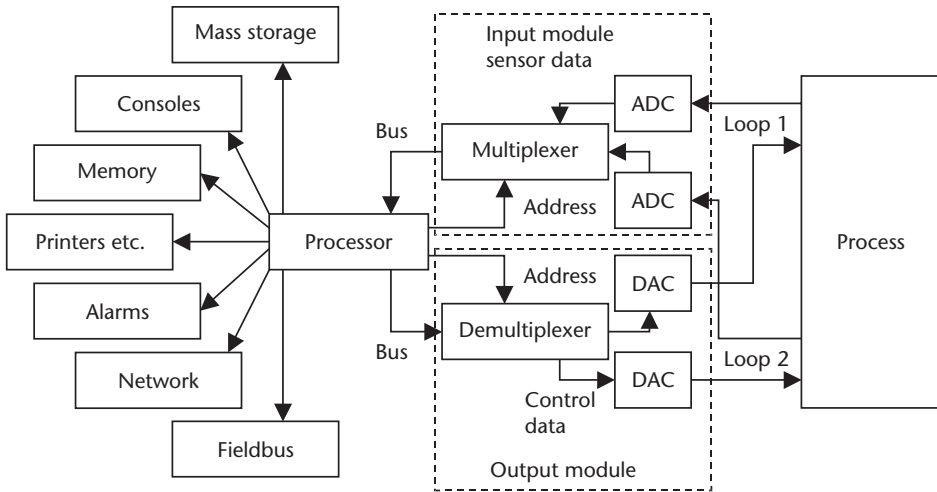 Mass storage
Consoles
Memory
Printers etc.
Alarms
Network
Fieldbus
Processor
Bus
Bus
Input module
sensor data
ADC
Multiplexer
ADC
Address
Address
DAC
Demultiplexer
DAC
Control
data
Output module
Loop 1
Loop 2
Process